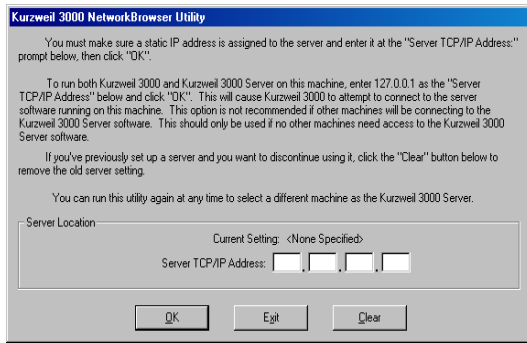 Kurzweil 3000 NetworkBrowser Utility
You must make sure a static IP address is assigned to the server and enter it at the "Server TCP/IP Address:"
prompt below, then click "OK".
To run both Kurzweil 3000 and Kurzweil 3000 Server on this machine, enter 127.0.0.1 as the "Server
TCP/IP Address" below and click "OK". This will cause Kurzweil 3000 to attempt to connect to the server
software running on this machine. This option is not recommended if other machines will be connecting to the
Kurzweil 3000 Server software. This should only be used if no other machines need access to the Kurzweil 3000
Server software.
If you've previously set up a server and you want to discontinue using it, click the "Clear" button below to
remove the old server setting.
You can run this utility again at any time to select a different machine as the Kurzweil 3000 Server.
Server Location
Current Setting: <None Specified>
Server TCP/IP Address: . . .
OK Exit Clear